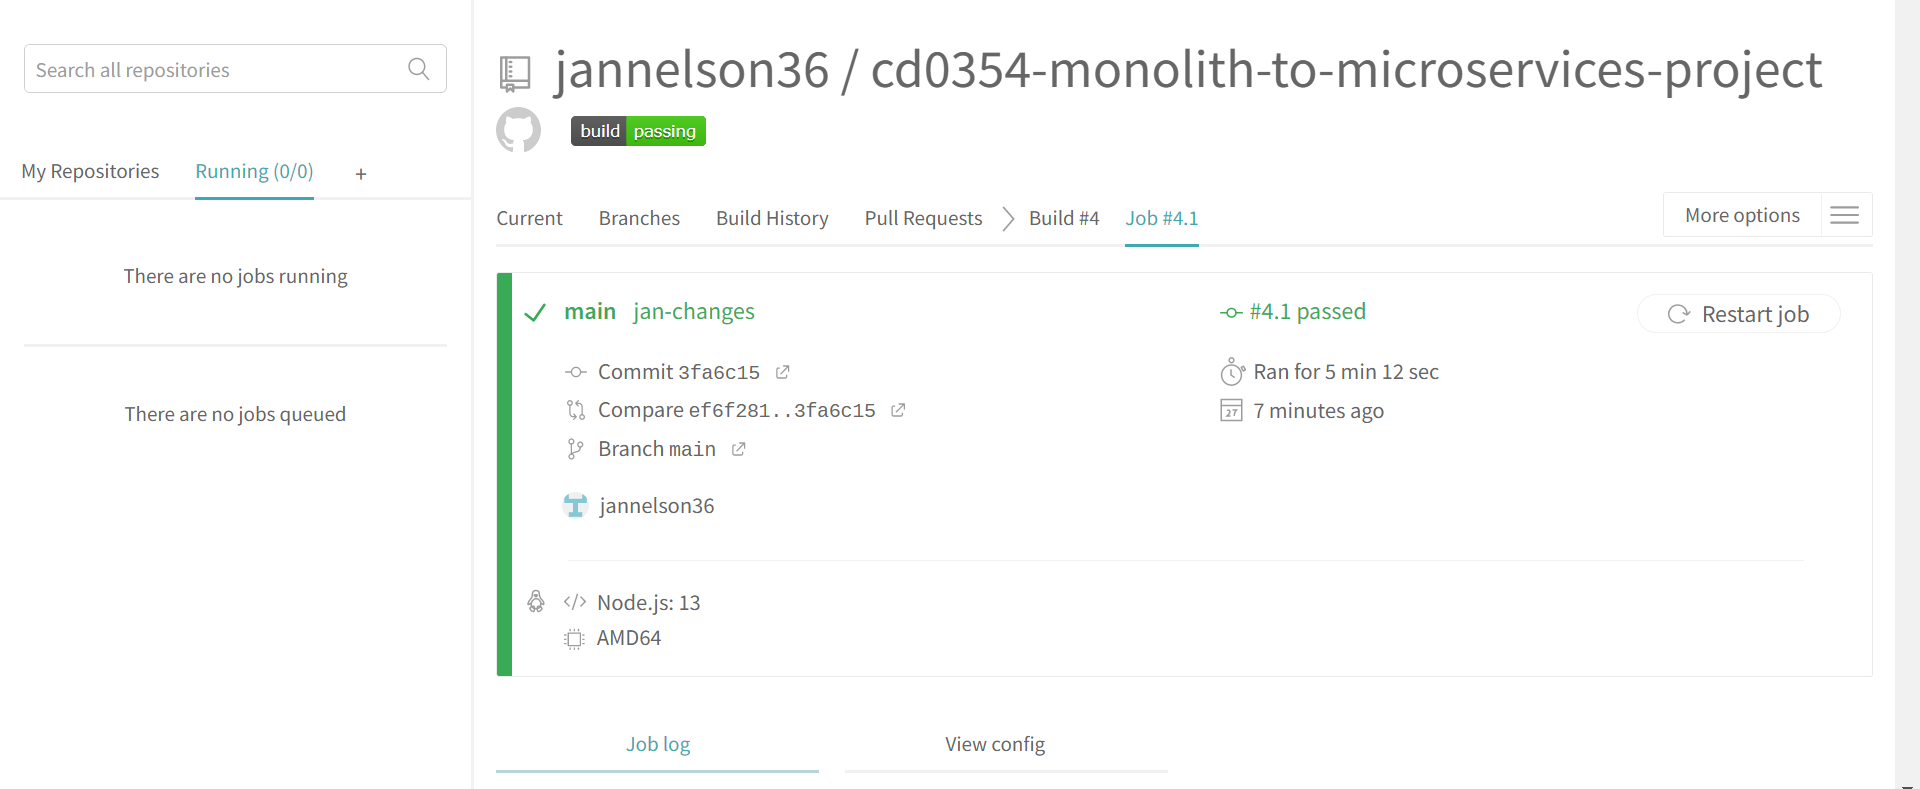 Search all repositories
My Repositories Running (0/0) +
There are no jobs running
There are no jobs queued
jannelson36 / cd0354-monolith-to-microservices-project
build passing
Current Branches Build History Pull Requests Build #4 Job #4.1
More options
main jan-changes
Commit 3fa6c15
Compare ef6f281..3fa6c15
Branch main
jannelson36
#4.1 passed
Ran for 5 min 12 sec
27 7 minutes ago
Restart job
</> Node.js: 13
AMD64
Job log View config